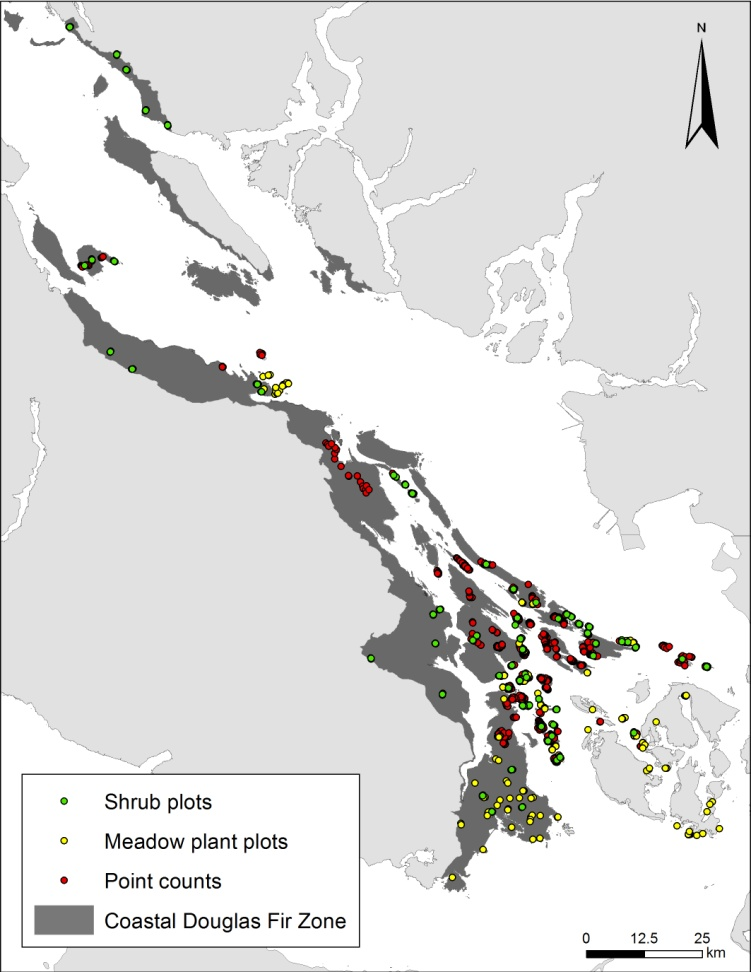 N
Shrub plots
Meadow plant plots
Point counts
Coastal Douglas Fir Zone
0 12.5 25
km